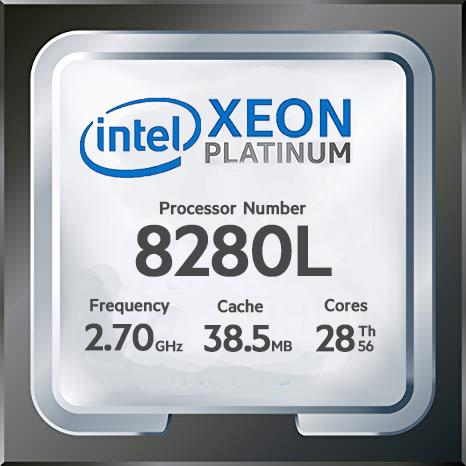 intel XEON
PLATINUM
Processor Number
8280L
Frequency Cache Cores
2.70GHz 38.5MB 28 Th 56